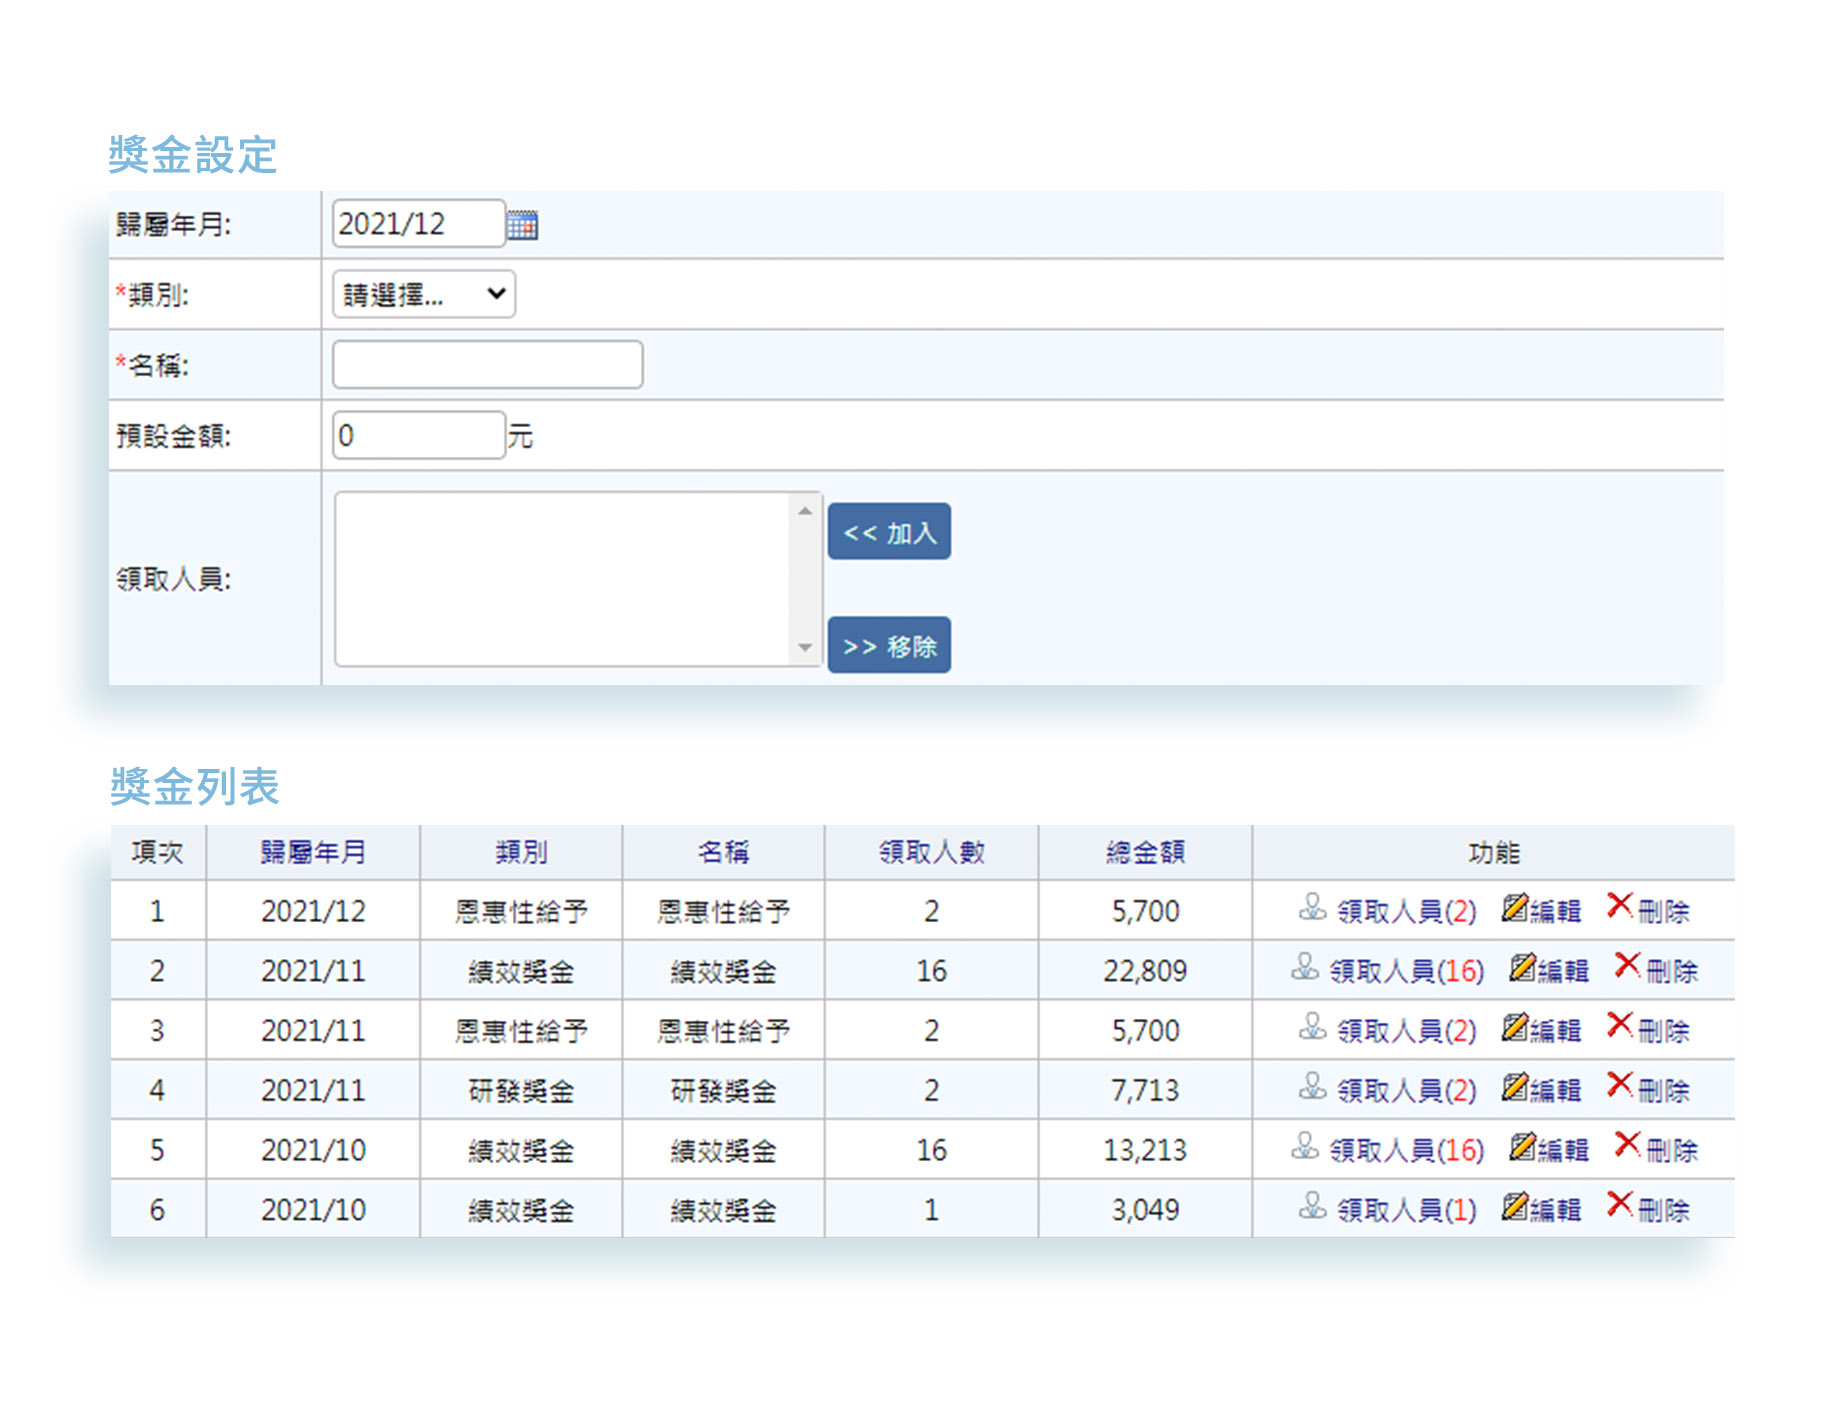 獎金設定
歸屬年月: 2021/12
*類別: 請選擇...
*名稱:
預設金額: 0 元
<< 加入
領取人員:
>> 移除
獎金列表
項次 歸屬年月 類別 名稱 領取人數 總金額 功能
1 2021/12 恩惠性給予 恩惠性給予 2 5,700 領取人員(2) 編輯 刪除
2 2021/11 績效獎金 績效獎金 16 22,809 領取人員(16) 編輯 刪除
3 2021/11 恩惠性給予 恩惠性給予 2 5,700 領取人員(2) 編輯 刪除
4 2021/11 研發獎金 研發獎金 2 7,713 領取人員(2) 編輯 刪除
5 2021/10 績效獎金 績效獎金 16 13,213 領取人員(16) 編輯 刪除
6 2021/10 績效獎金 績效獎金 1 3,049 領取人員(1) 編輯 刪除